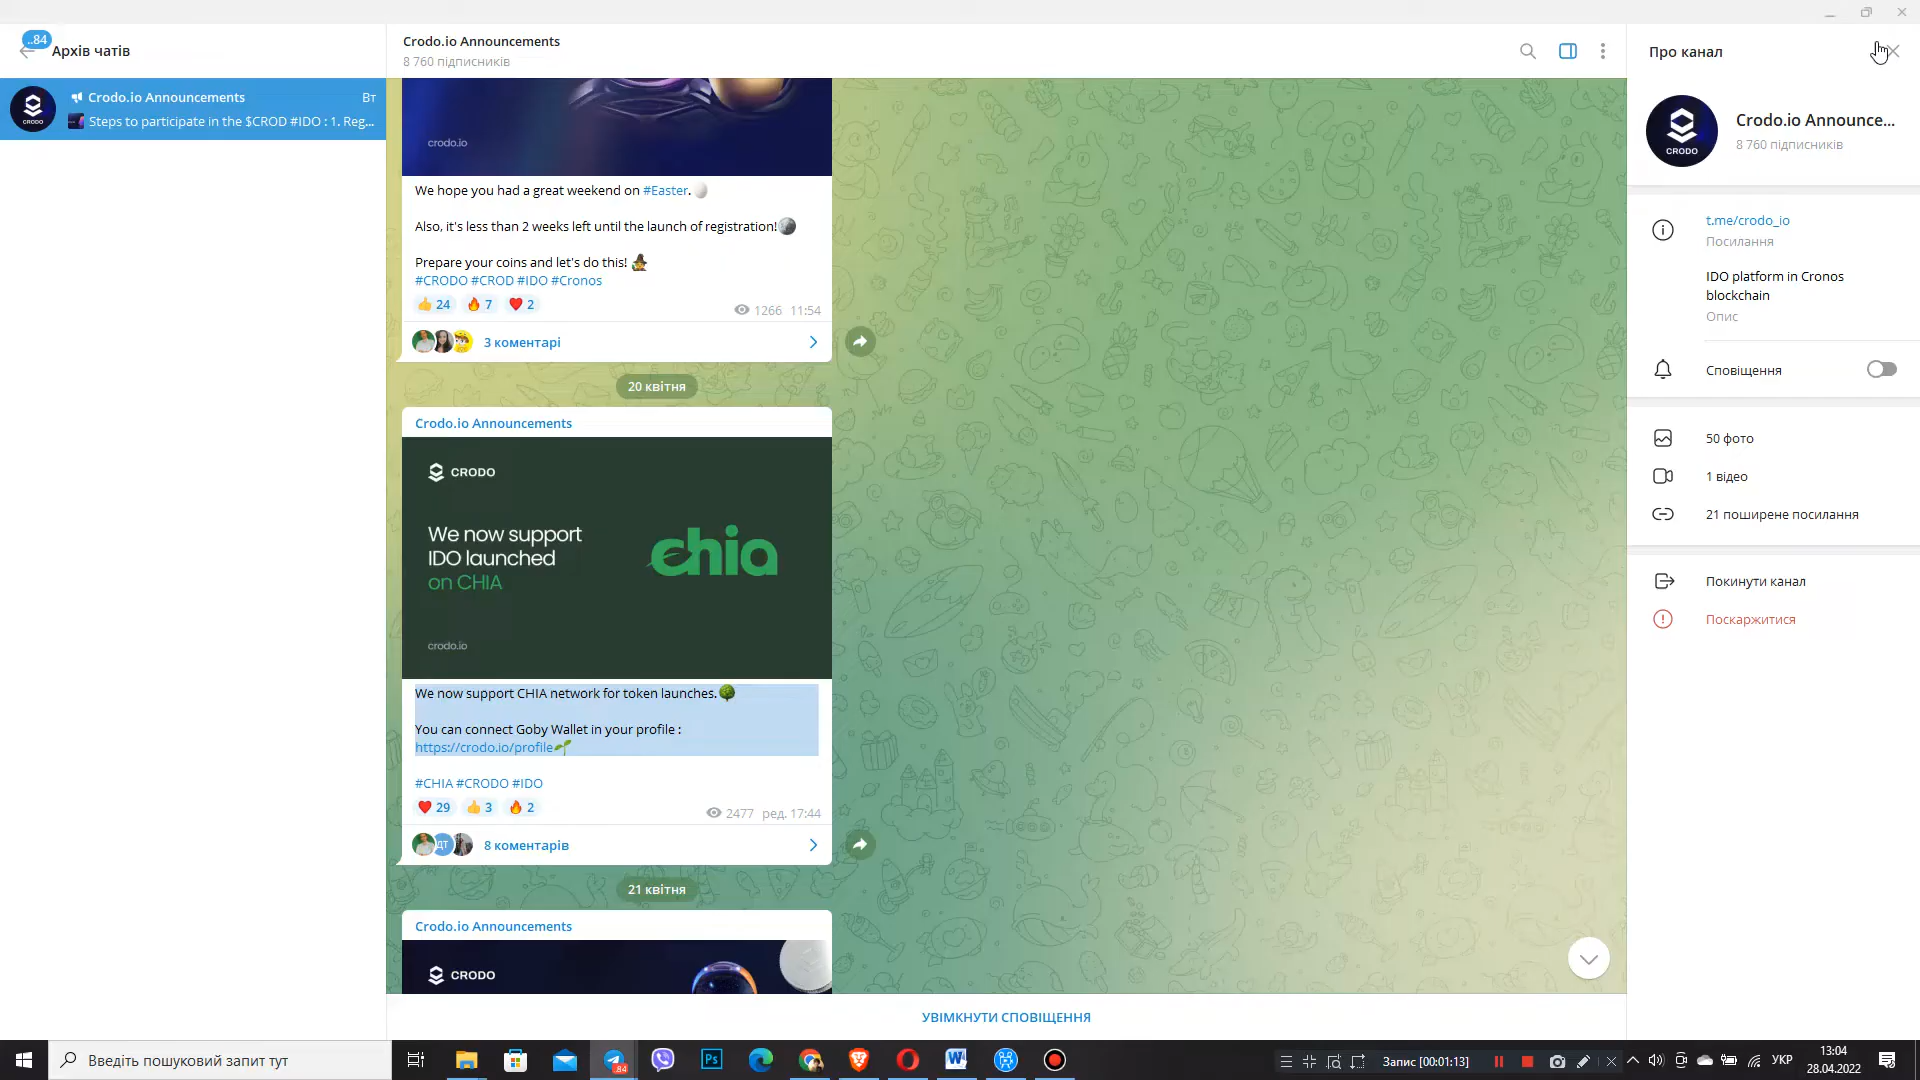 ..84
Архів чатів
Crodo.io Announcements
Вт
Steps to participate in the $CROD #IDO : 1. Reg...
CRODO
Crodo.io Announcements
8 760 підписників
crodo.io
We hope you had a great weekend on #Easter.
Also, it's less than 2 weeks left until the launch of registration!
Prepare your coins and let's do this!
#CRODO #CROD #IDO #Cronos
24 7 2
1266 11:54
3 коментарі
20 квітня
Crodo.io Announcements
CRODO
We now support
IDO launched
on CHIA
chia
crodo.io
We now support CHIA network for token launches.
You can connect Goby Wallet in your profile :
https://crodo.io/profile
#CHIA #CRODO #IDO
29 3 2
2477 ред. 17:44
ДТ
8 коментарів
21 квітня
Crodo.io Announcements
CRODO
УВІМКНУТИ СПОВІЩЕННЯ
Про канал
CRODO
Crodo.io Announce...
8 760 підписників
t.me/crodo_io
Посилання
IDO platform in Cronos
blockchain
Опис
Сповіщення
50 фото
1 відео
21 поширене посилання
Покинути канал
Поскаржитися
Введіть пошуковий запит тут
84
Ps
W
Запис [00:01:13]
УКР
13:04
28.04.2022